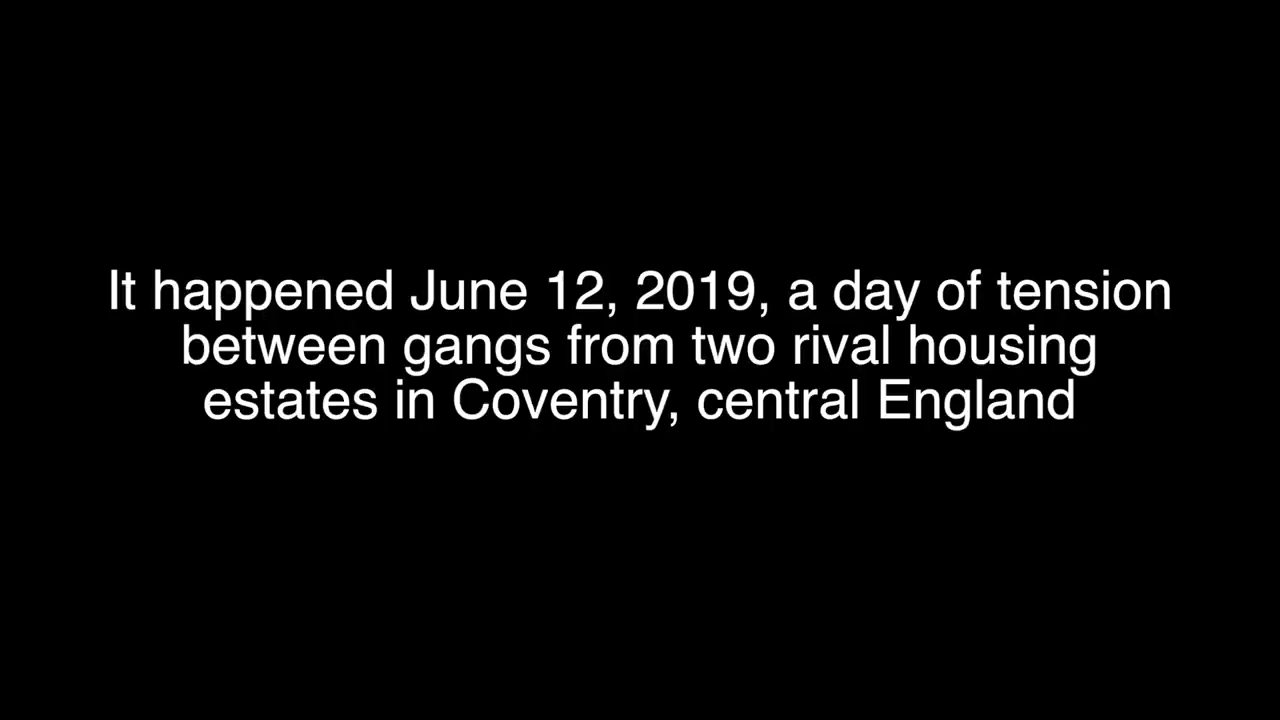 It happened June 12, 2019, a day of tension
between gangs from two rival housing
estates in Coventry, central England